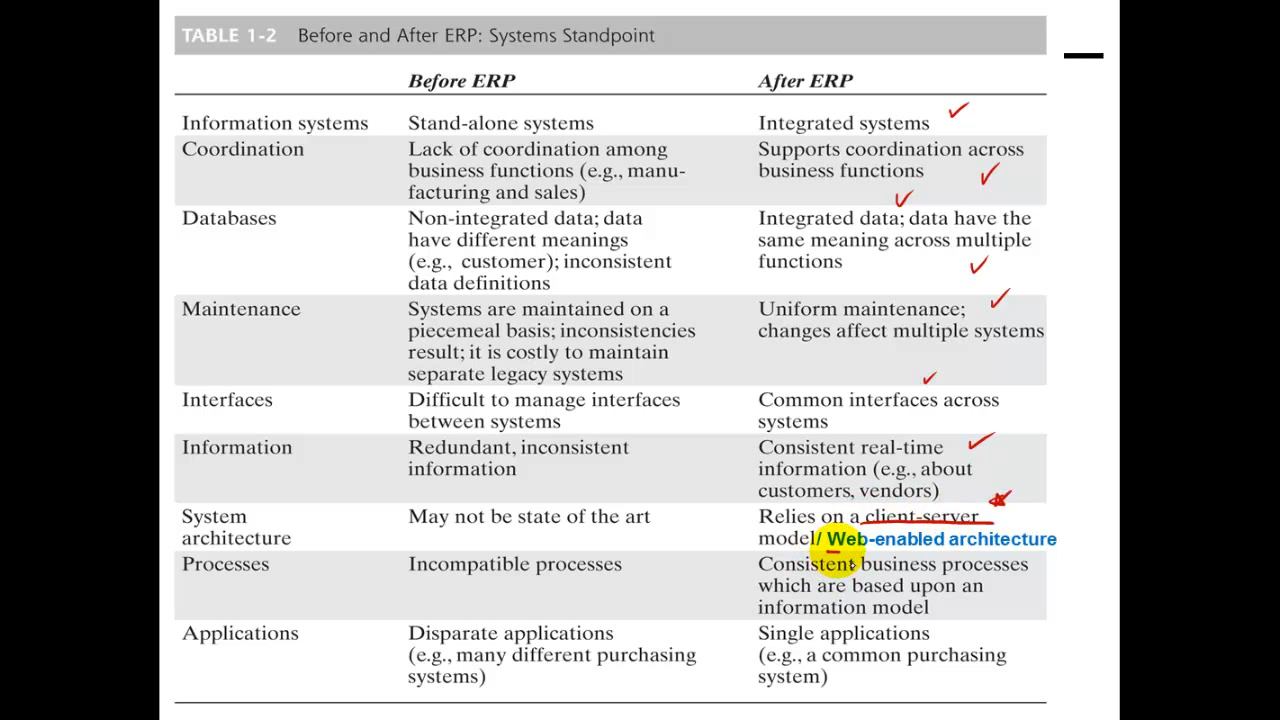 TABLE 1-2 Before and After ERP: Systems Standpoint
Before ERP After ERP
Information systems Stand-alone systems Integrated systems
Coordination Lack of coordination among Supports coordination across
business functions (e.g., manu- business functions
facturing and sales)
Databases Non-integrated data; data Integrated data; data have the
have different meanings same meaning across multiple
(e.g., customer); inconsistent functions
data definitions
Maintenance Systems are maintained on a Uniform maintenance;
piecemeal basis; inconsistencies changes affect multiple systems
result; it is costly to maintain
separate legacy systems
Interfaces Difficult to manage interfaces Common interfaces across
between systems systems
Information Redundant, inconsistent Consistent real-time
information information (e.g., about
customers, vendors)
System May not be state of the art Relies on a client-server
architecture model/ Web-enabled architecture
Processes Incompatible processes Consistent business processes
which are based upon an
information model
Applications Disparate applications Single applications
(e.g., many different purchasing (e.g., a common purchasing
systems) system)